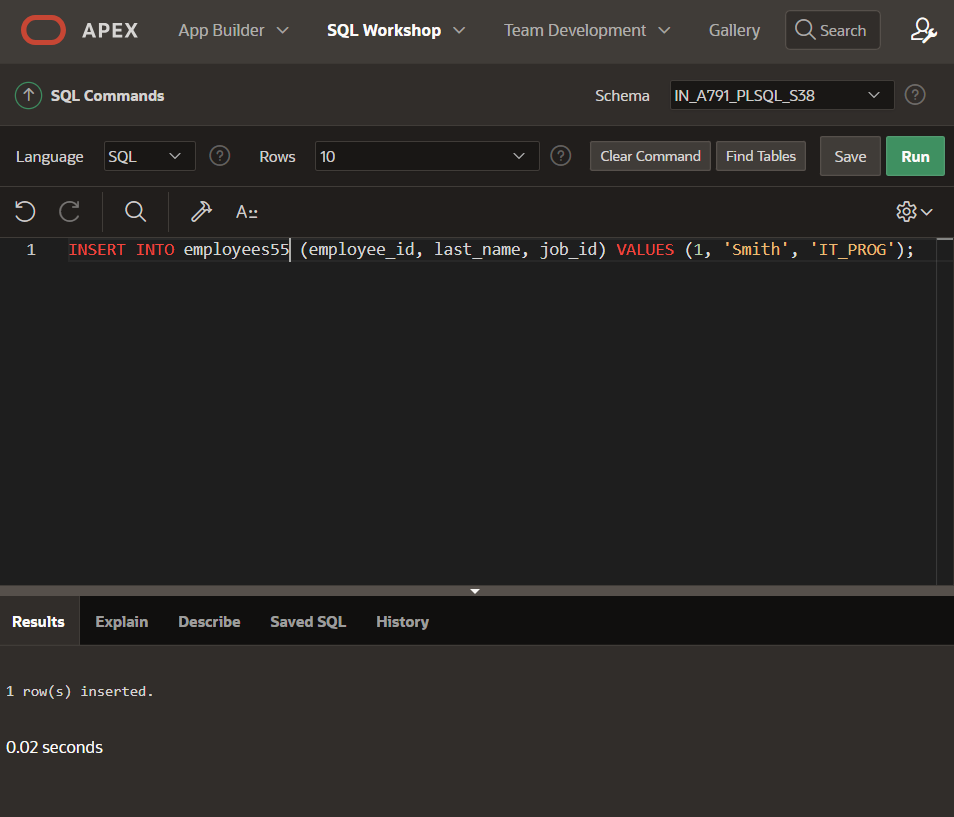 APEX App Builder SQL Workshop Team Development Gallery Search
SQL Commands Schema IN_A791_PLSQL_S38 ?
Language SQL ? Rows 10 ? Clear Command Find Tables Save Run
A::
1 INSERT INTO employees55 (employee_id, last_name, job_id) VALUES (1, 'Smith', 'IT_PROG');
Results Explain Describe Saved SQL History
1 row(s) inserted.
0.02 seconds